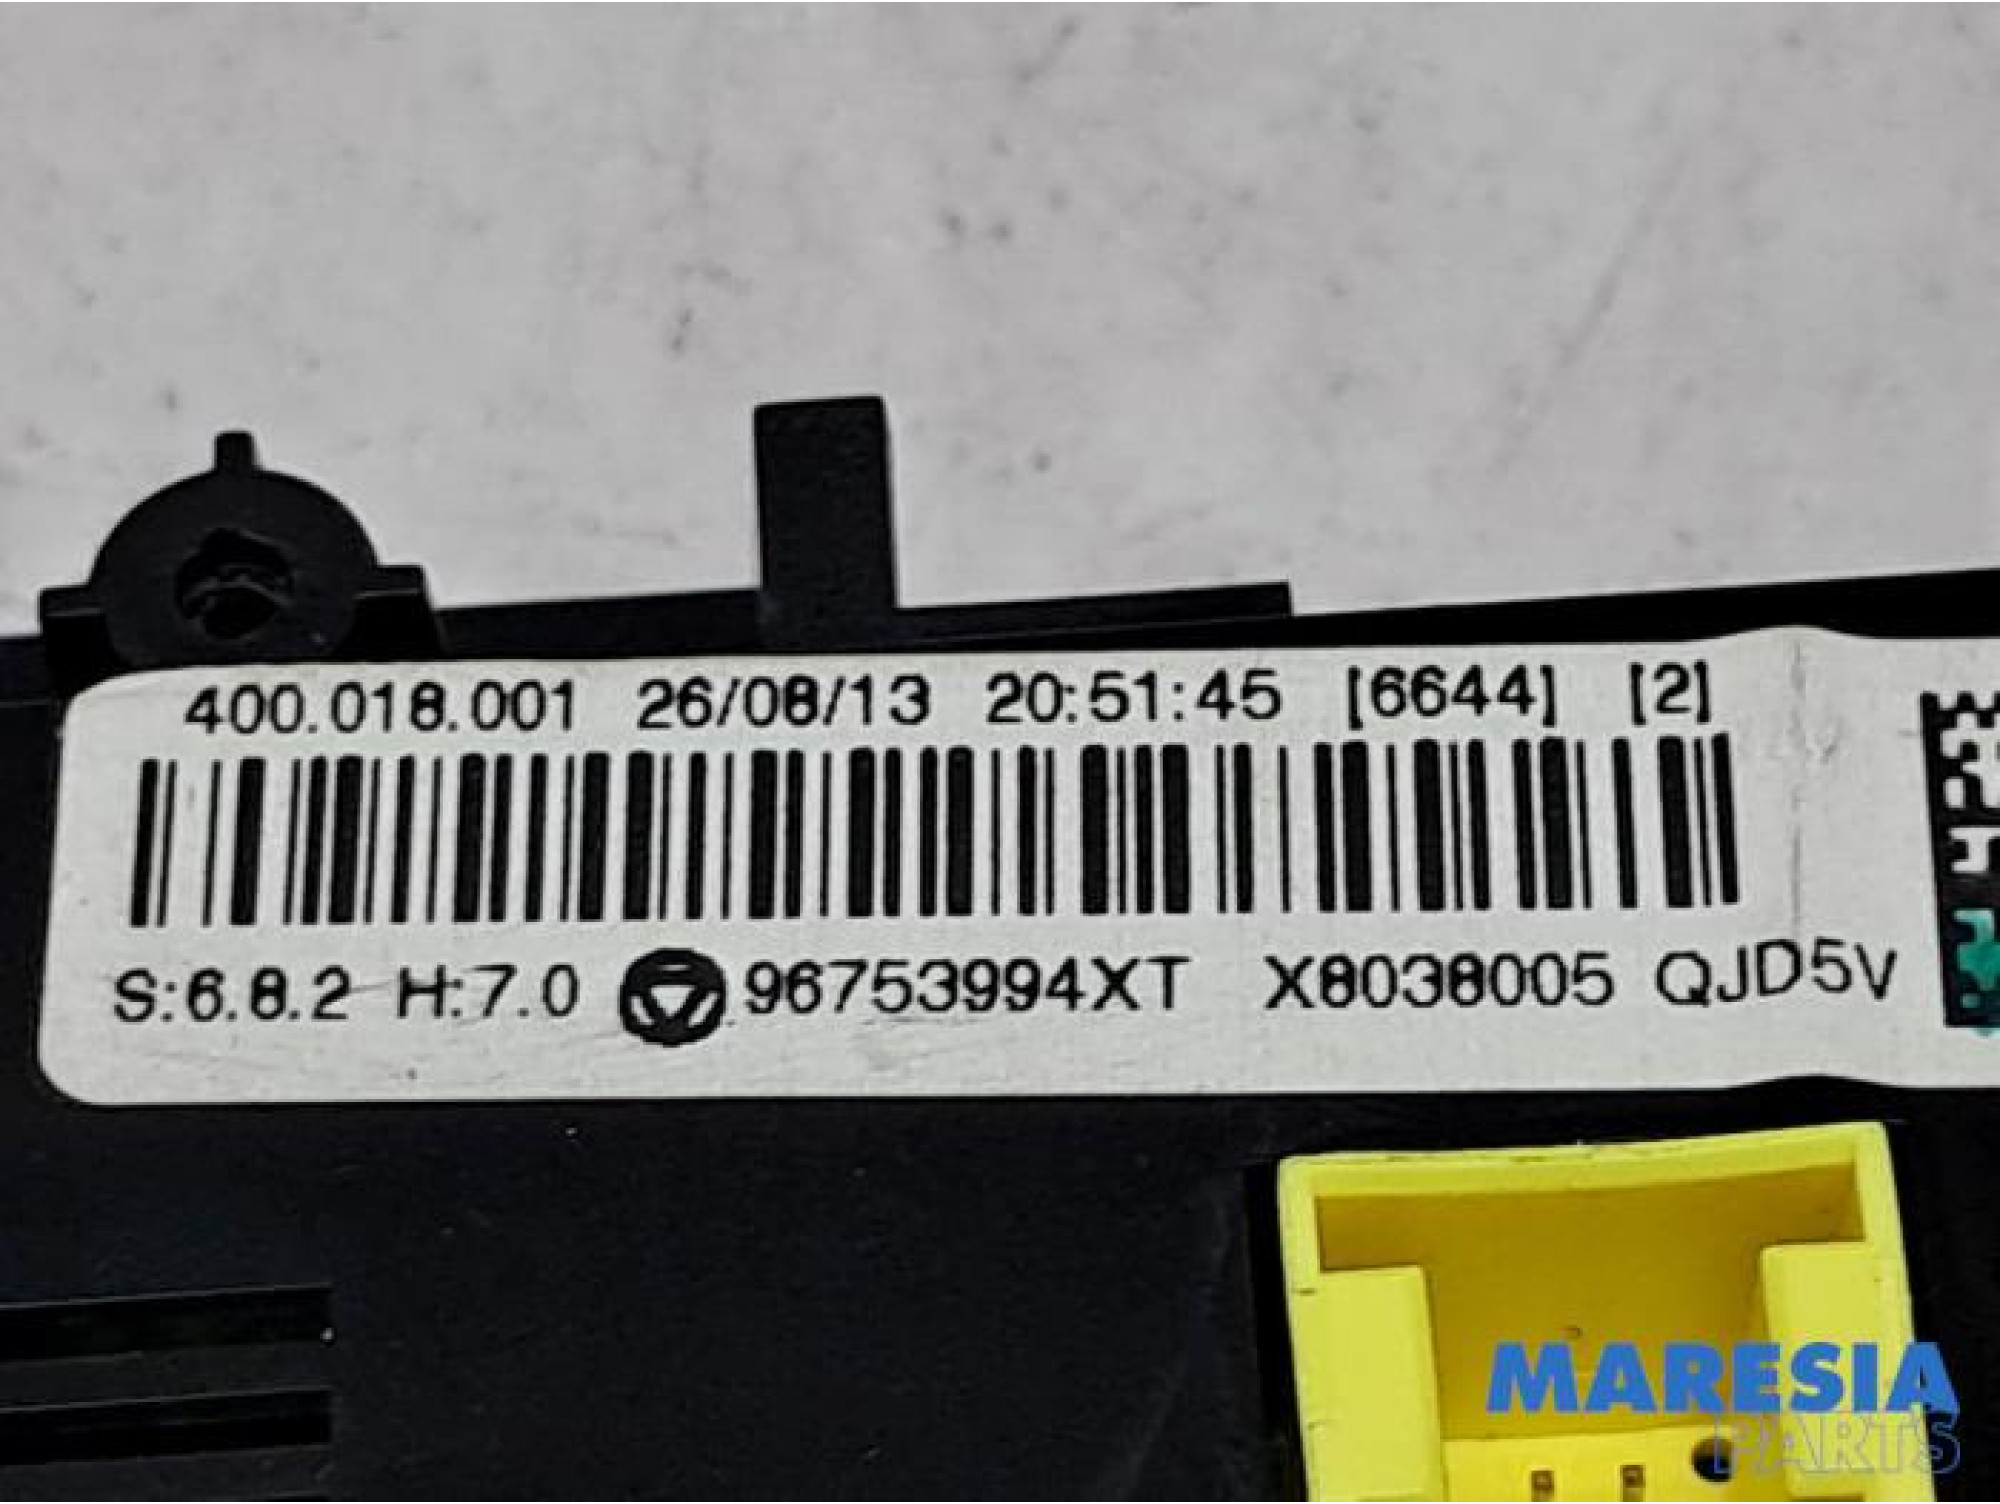 400.018.001 26/08/13 20:51:45 [6644] [2]
S:6.8.2 H:7.0 96753994XT X8038005 QJD5V
MARESIA
PARTS